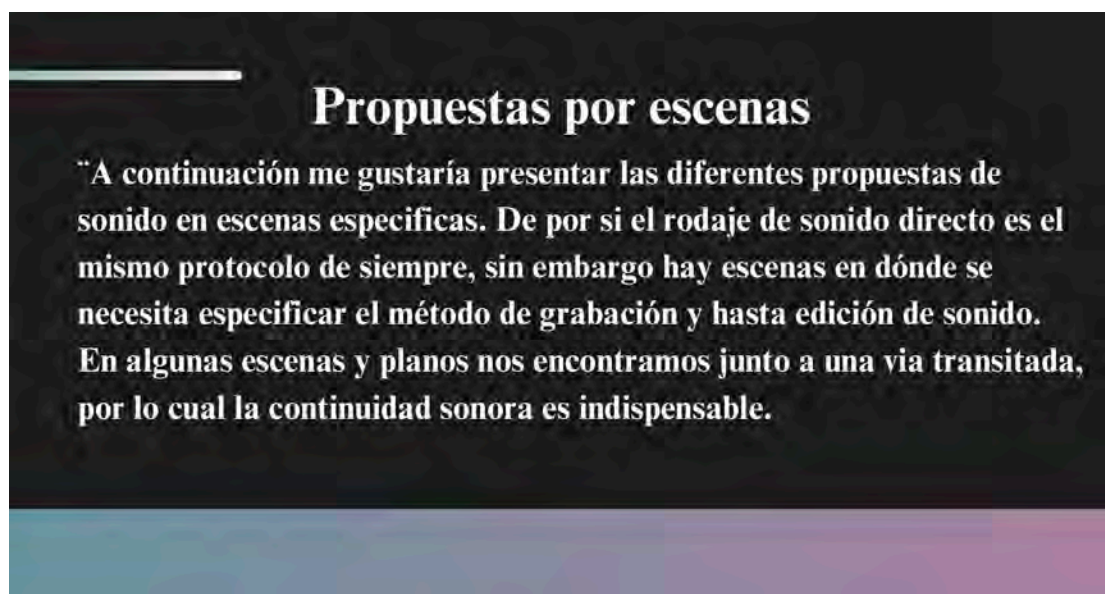 Propuestas por escenas
¨A continuación me gustaría presentar las diferentes propuestas de
sonido en escenas especificas. De por si el rodaje de sonido directo es el
mismo protocolo de siempre, sin embargo hay escenas en dónde se
necesita especificar el método de grabación y hasta edición de sonido.
En algunas escenas y planos nos encontramos junto a una via transitada,
por lo cual la continuidad sonora es indispensable.